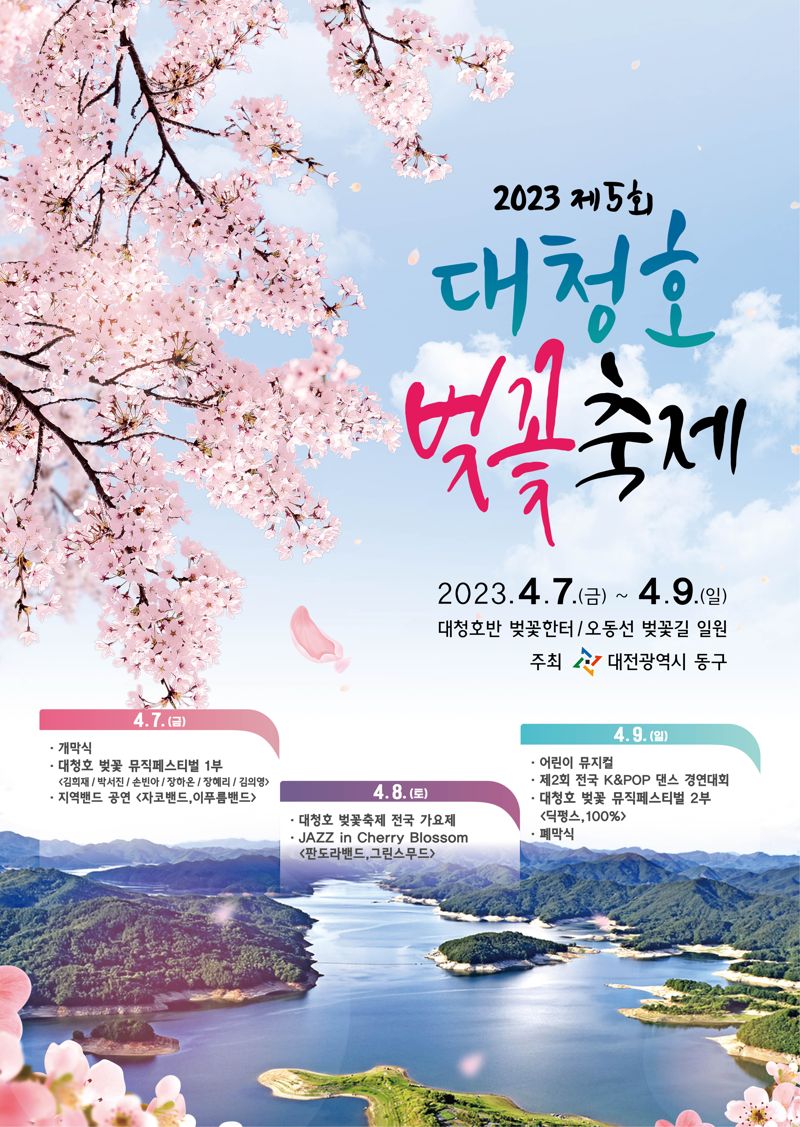 2023 제5회
대청호
벚꽃축제
2023.4.7.(금) ~ 4.9.(일)
대청호반 벚꽃한터/오동선 벚꽃길 일원
주최 대전광역시 동구
4.7.(금)
· 개막식
· 대청호 벚꽃 뮤직페스티벌 1부
<김희재/박서진/손빈아/장하온/장혜리/김의영>
· 지역밴드 공연 <자코밴드,이푸름밴드>
4.8.(토)
· 대청호 벚꽃축제 전국 가요제
· JAZZ in Cherry Blossom
<판도라밴드,그린스무드>
4.9.(일)
· 어린이 뮤지컬
· 제2회 전국 K&POP 댄스 경연대회
· 대청호 벚꽃 뮤직페스티벌 2부
<딕펑스,100%>
· 폐막식